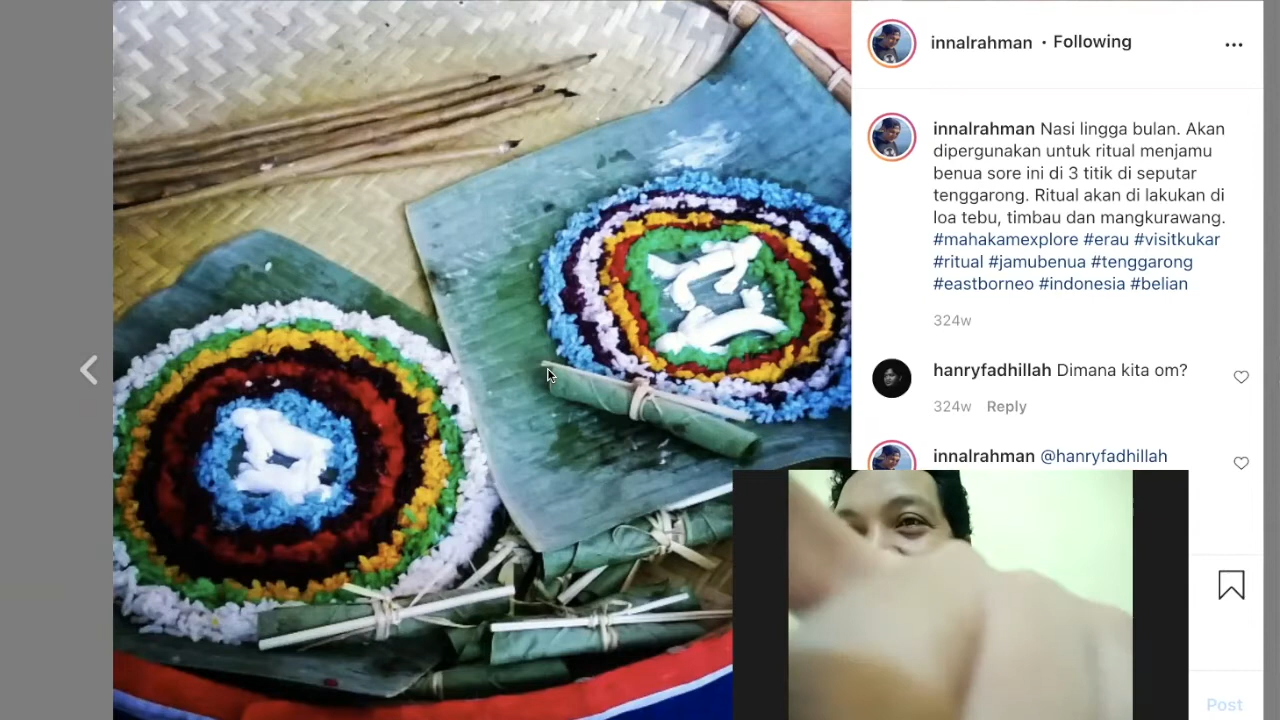 innalrahman • Following
innalrahman Nasi lingga bulan. Akan
dipergunakan untuk ritual menjamu
benua sore ini di 3 titik di seputar
tenggarong. Ritual akan di lakukan di
loa tebu, timbau dan mangkurawang.
#mahakamexplore #erau #visitkukar
#ritual #jamubenua #tenggarong
#eastborneo #indonesia #belian
324w
hanryfadhillah Dimana kita om?
324w Reply
innalrahman @hanryfadhillah
Post